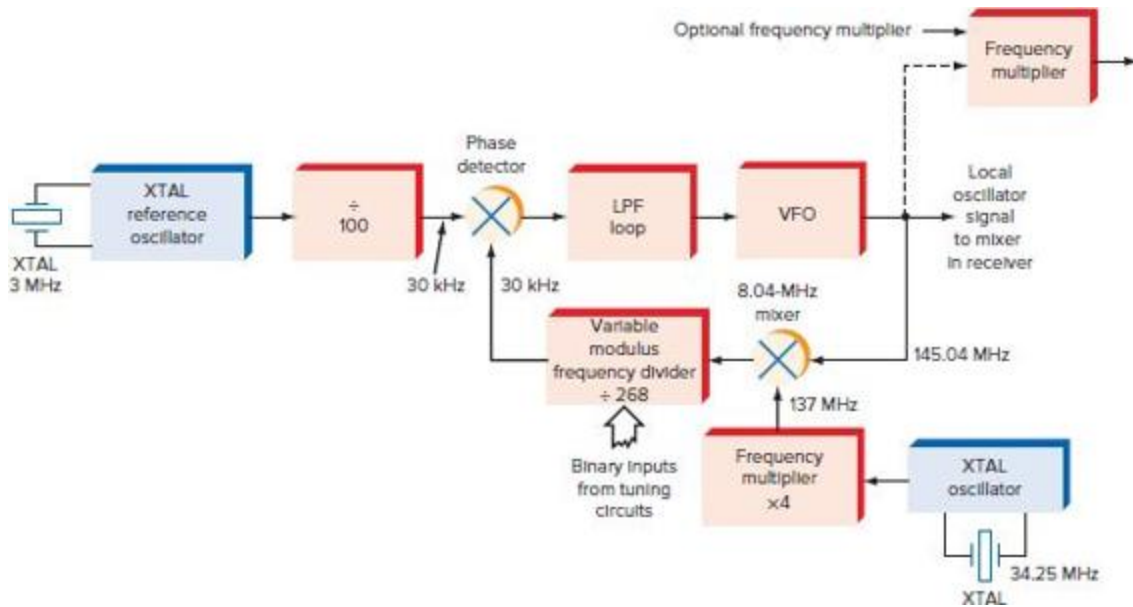 Optional frequency multiplier
Frequency
multiplier
Phase
detector
XTAL
reference
oscillator
÷
100
LPF
loop
VFO
Local
oscillator
signal
to mixer
in receiver
XTAL
3 MHz
30 kHz
30 kHz
8.04-MHz
mixer
Variable
modulus
frequency divider
÷ 268
145.04 MHz
137 MHz
Binary inputs
from tuning
circuits
Frequency
multiplier
×4
XTAL
oscillator
34.25 MHz
XTAL